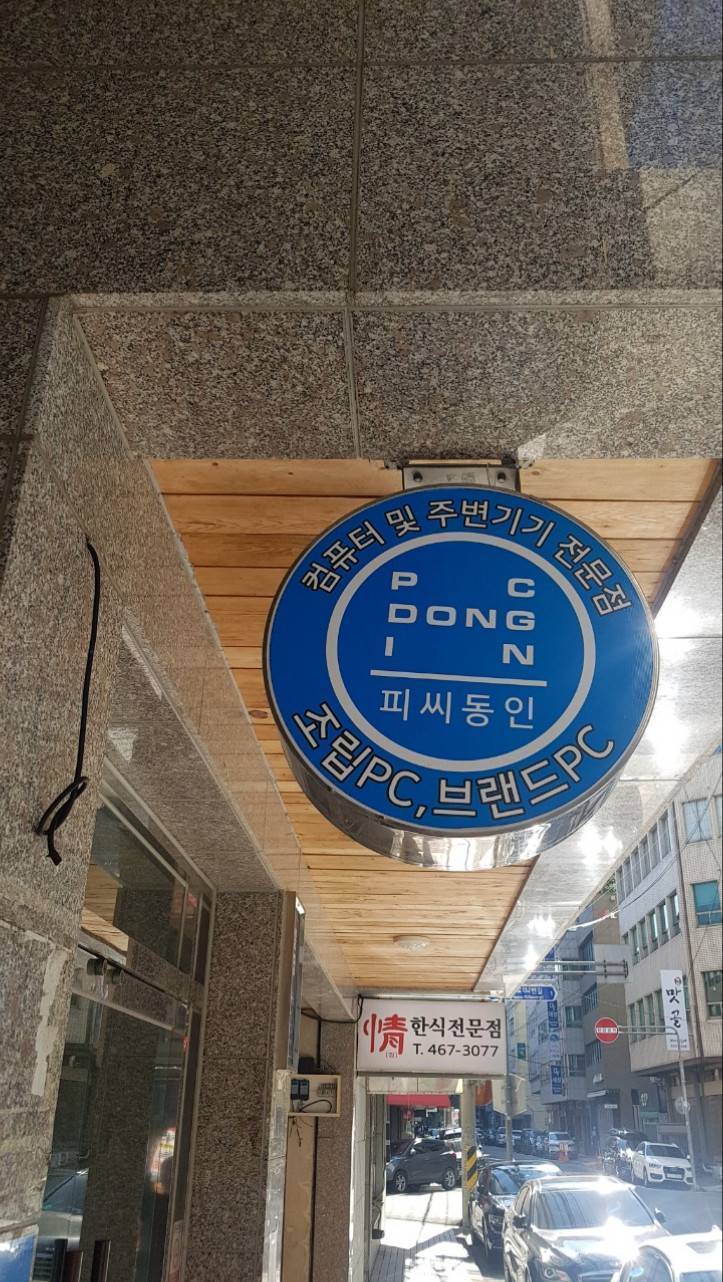 컴퓨터 및 주변기기 전문점
P C
DONG
I N
피씨동인
조립PC,브랜드PC
情 한식전문점
(정)
T. 467-3077
맛골